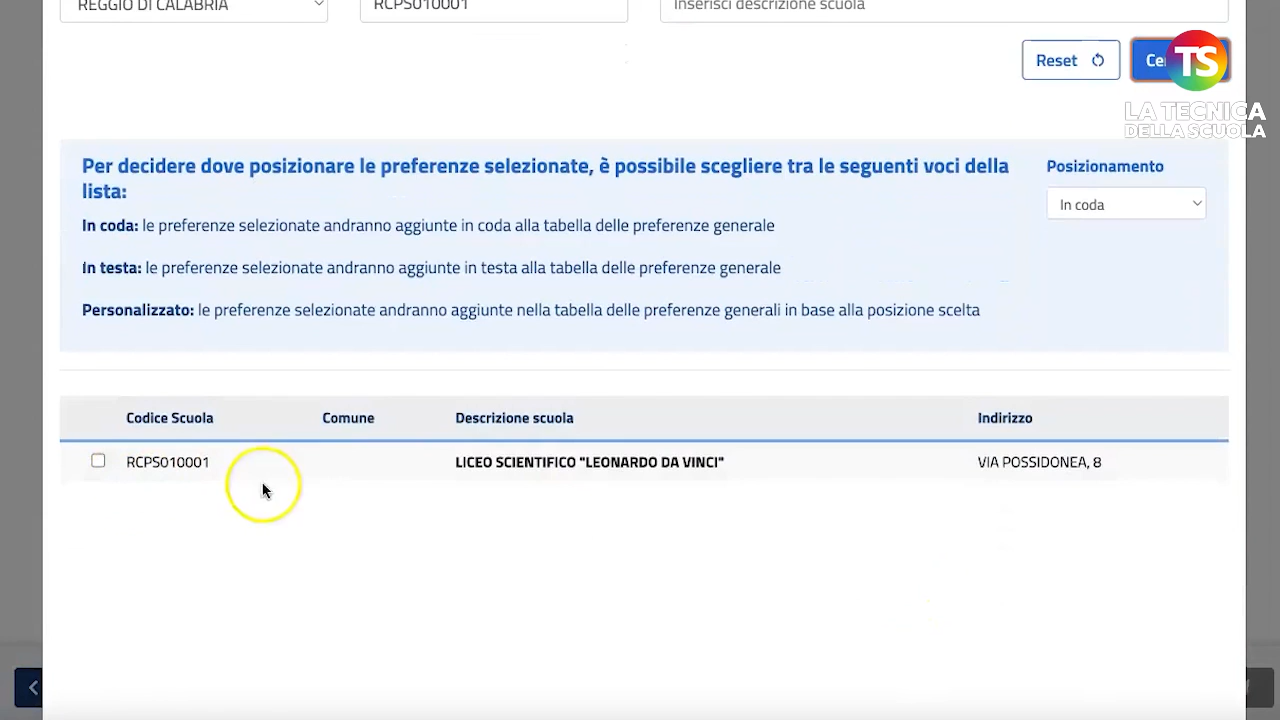 REGGIO DI CALABRIA
RCPS010001
Inserisci descrizione scuola
Reset
TS
LA TECNICA
DELLA SCUOLA
Per decidere dove posizionare le preferenze selezionate, è possibile scegliere tra le seguenti voci della
lista:
Posizionamento
In coda
In coda: le preferenze selezionate andranno aggiunte in coda alla tabella delle preferenze generale
In testa: le preferenze selezionate andranno aggiunte in testa alla tabella delle preferenze generale
Personalizzato: le preferenze selezionate andranno aggiunte nella tabella delle preferenze generali in base alla posizione scelta
Codice Scuola Comune Descrizione scuola Indirizzo
RCPS010001 LICEO SCIENTIFICO "LEONARDO DA VINCI" VIA POSSIDONEA, 8